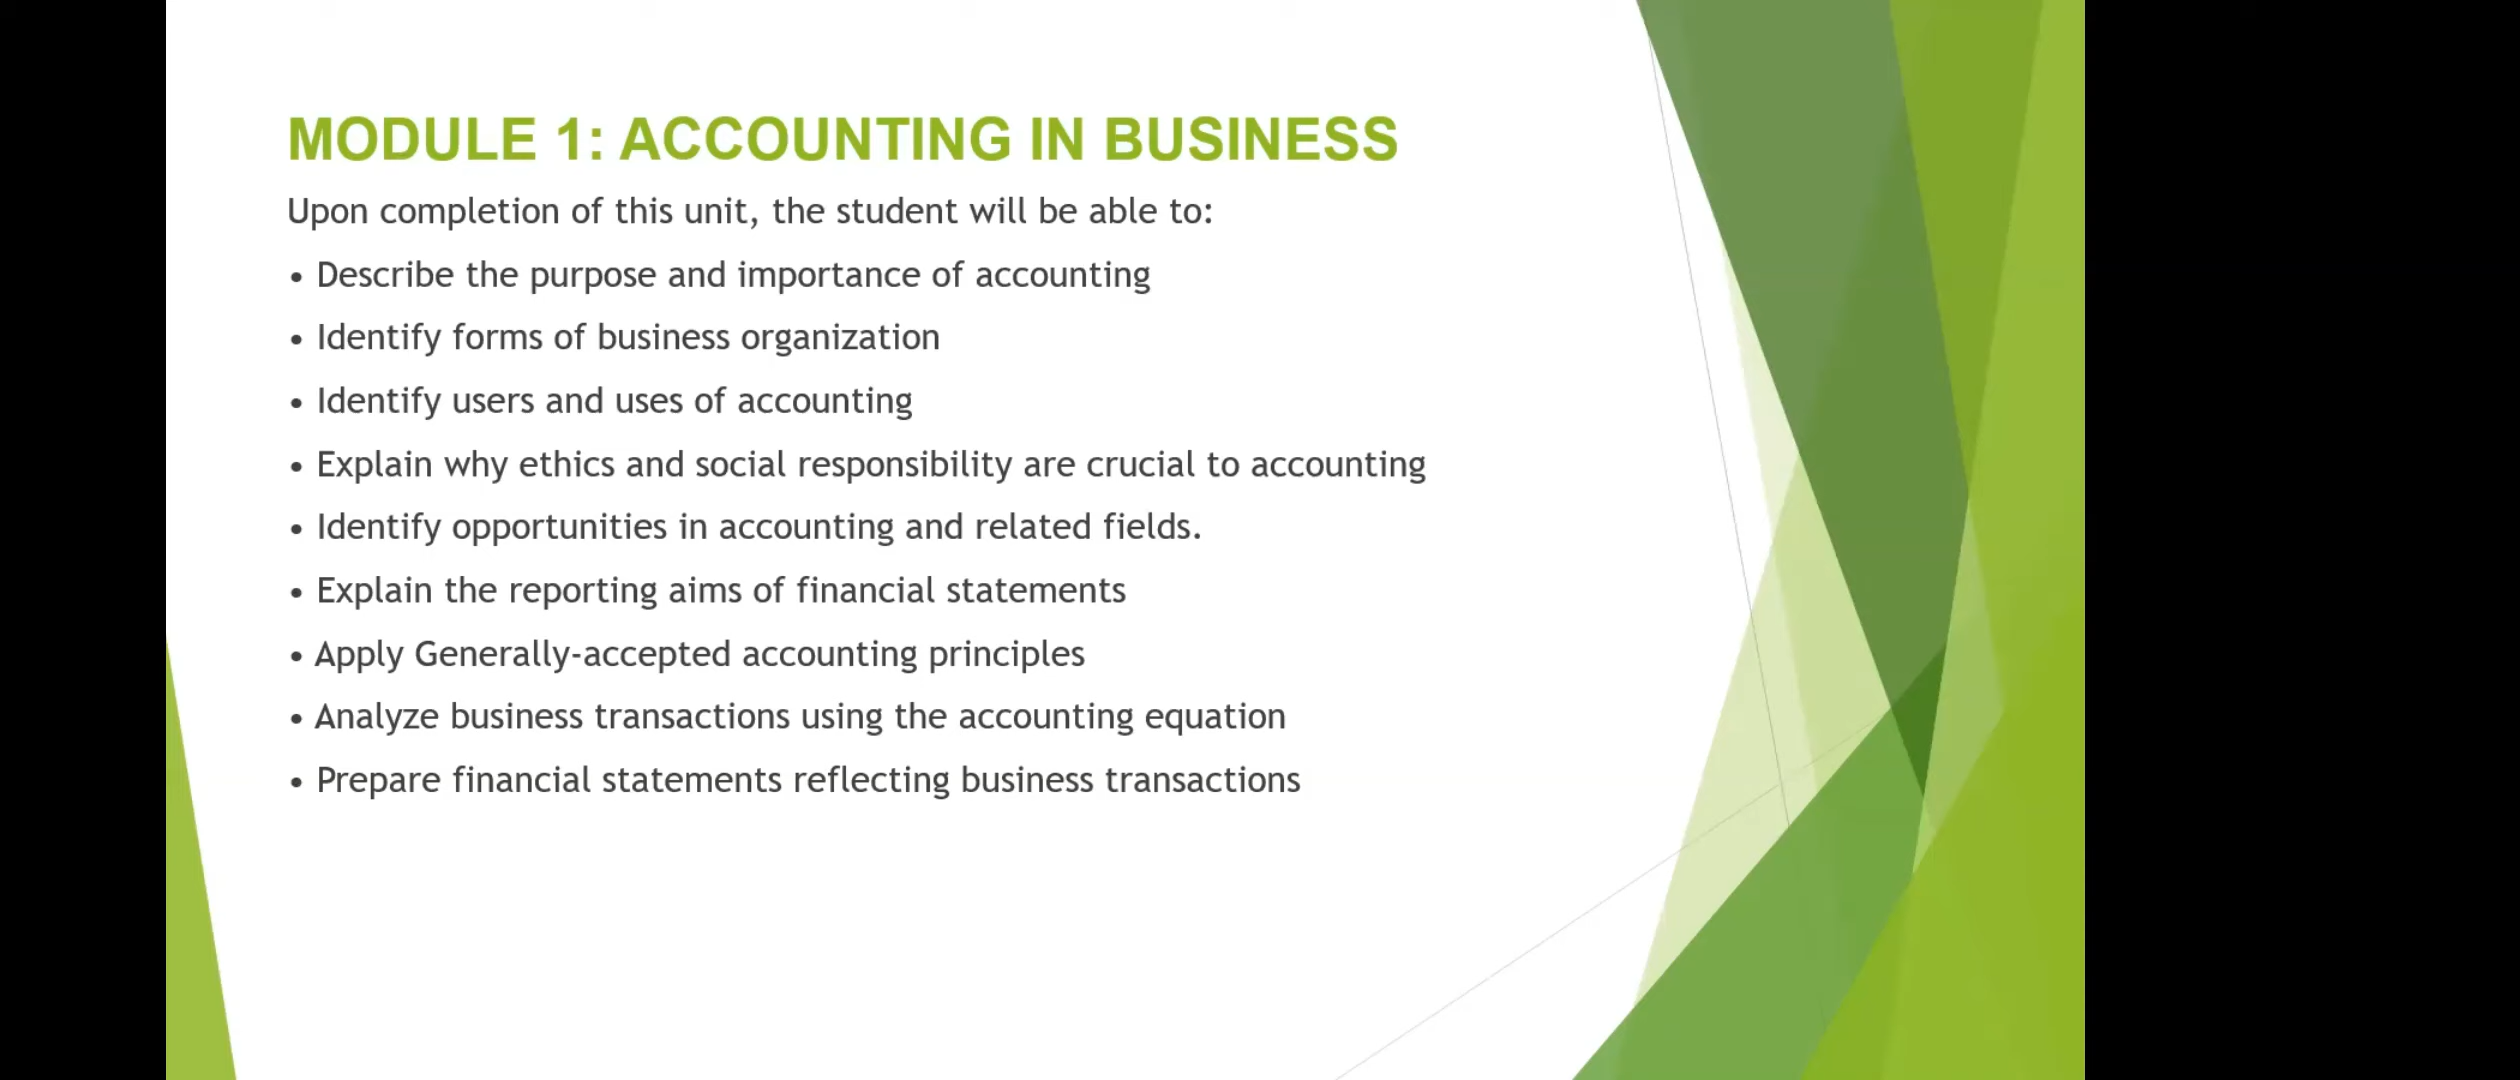 MODULE 1: ACCOUNTING IN BUSINESS
Upon completion of this unit, the student will be able to:
• Describe the purpose and importance of accounting
• Identify forms of business organization
• Identify users and uses of accounting
• Explain why ethics and social responsibility are crucial to accounting
• Identify opportunities in accounting and related fields.
• Explain the reporting aims of financial statements
• Apply Generally-accepted accounting principles
• Analyze business transactions using the accounting equation
• Prepare financial statements reflecting business transactions